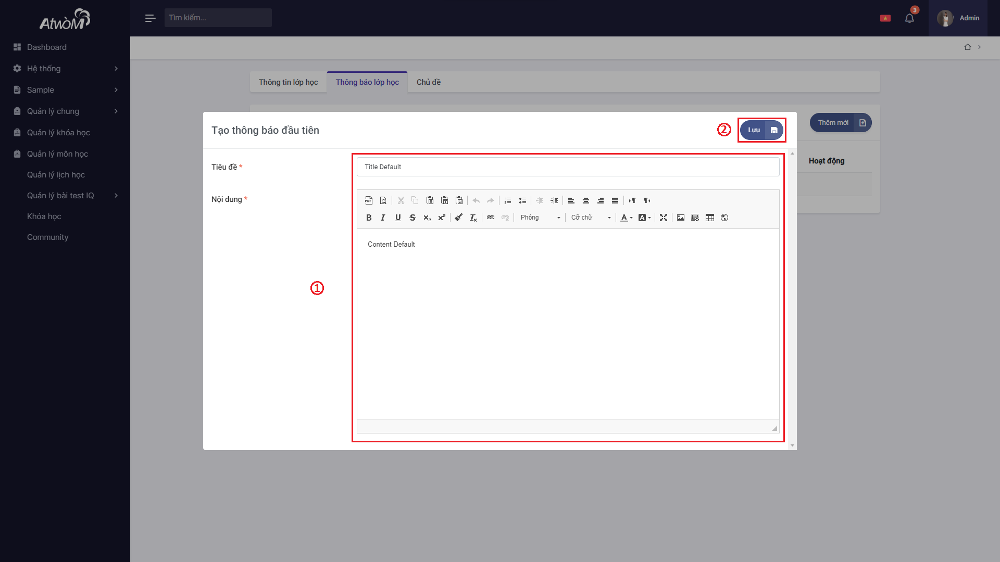 AtwòM
Tìm kiếm...
3
Admin
Dashboard
Hệ thống
Sample
Quản lý chung
Quản lý khóa học
Quản lý môn học
Quản lý lịch học
Quản lý bài test IQ
Khóa học
Community
Thông tin lớp học
Thông báo lớp học
Chủ đề
Thêm mới
Hoạt động
Tạo thông báo đầu tiên
②
Lưu
Tiêu đề *
Title Default
Nội dung *
Phông
Cỡ chữ
Content Default
①